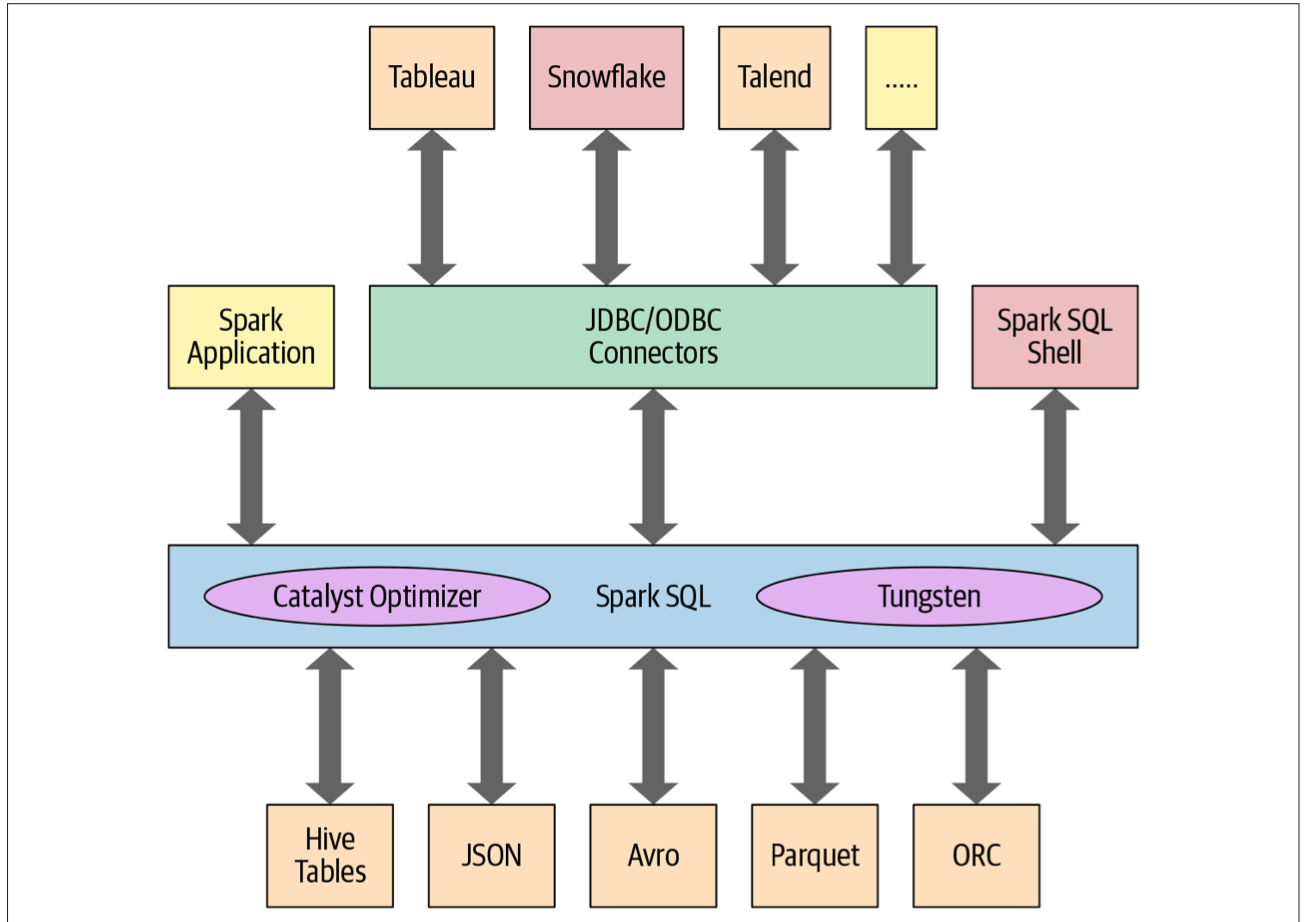 Tableau
Snowflake
Talend
.....
Spark
Application
JDBC/ODBC
Connectors
Spark SQL
Shell
Catalyst Optimizer
Spark SQL
Tungsten
Hive
Tables
JSON
Avro
Parquet
ORC